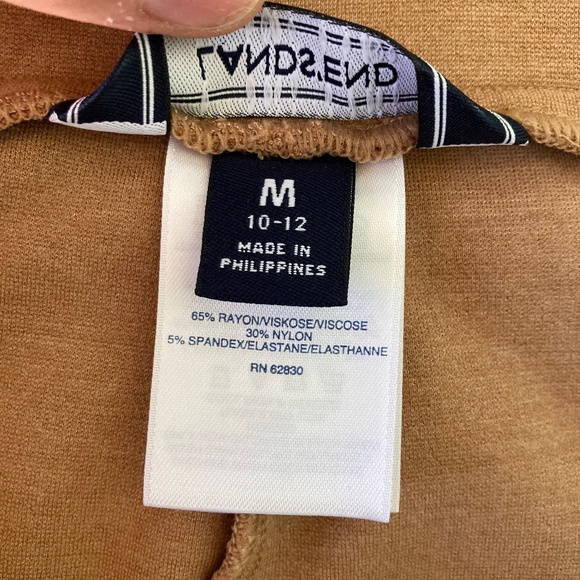 LANDS' END
M
10-12
MADE IN
PHILIPPINES
65% RAYON/VISKOSE/VISCOSE
30% NYLON
5% SPANDEX/ELASTANE/ELASTHANNE
RN 62830